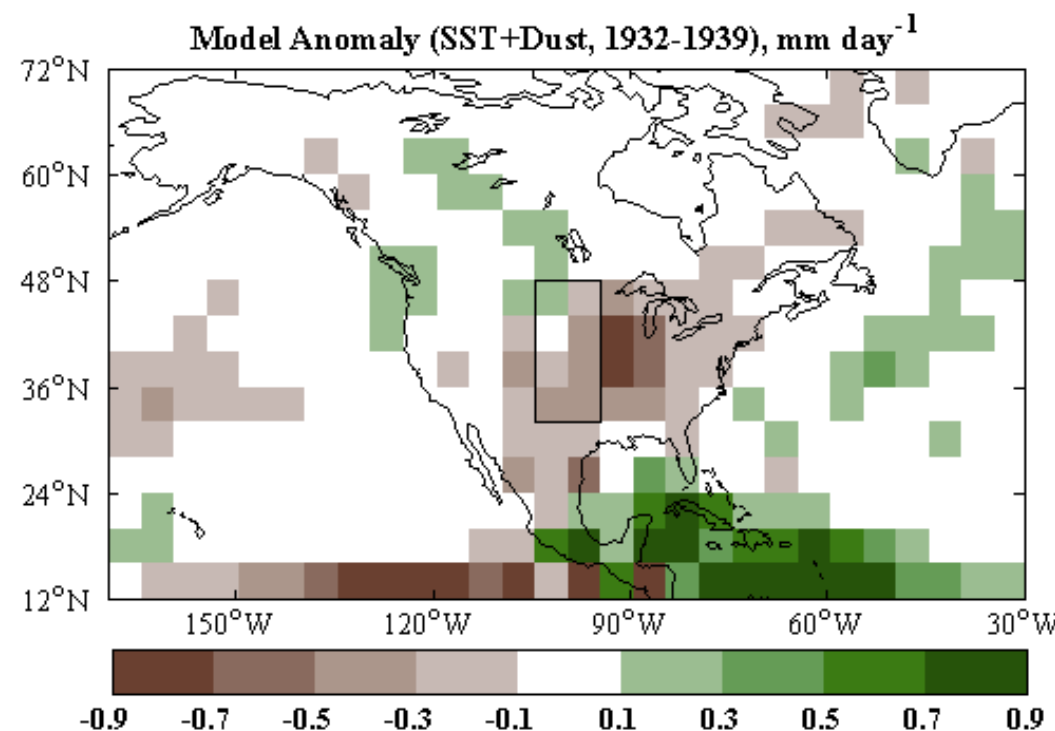 Model Anomaly (SST+Dust, 1932-1939), mm day-1
72°N
60°N
48°N
36°N
24°N
12°N
150°W 120°W 90°W 60°W 30°W
-0.9 -0.7 -0.5 -0.3 -0.1 0.1 0.3 0.5 0.7 0.9